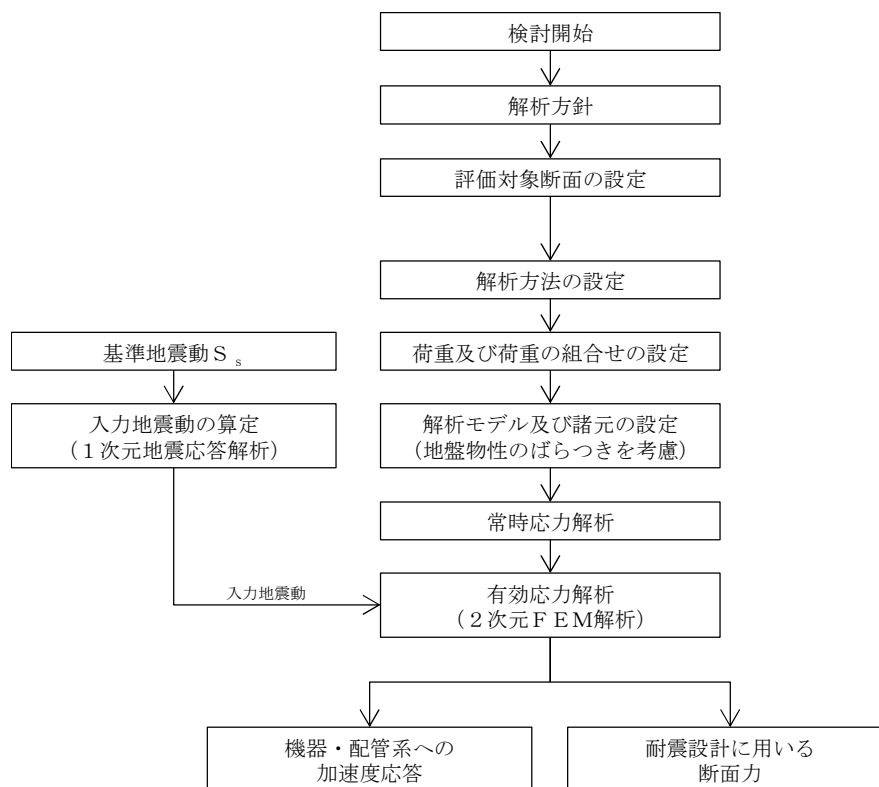 検討開始
解析方針
評価対象断面の設定
解析方法の設定
基準地震動Ｓｓ
荷重及び荷重の組合せの設定
入力地震動の算定
（１次元地震応答解析）
解析モデル及び諸元の設定
（地盤物性のばらつきを考慮）
常時応力解析
入力地震動
有効応力解析
（２次元ＦＥＭ解析）
機器・配管系への
加速度応答
耐震設計に用いる
断面力